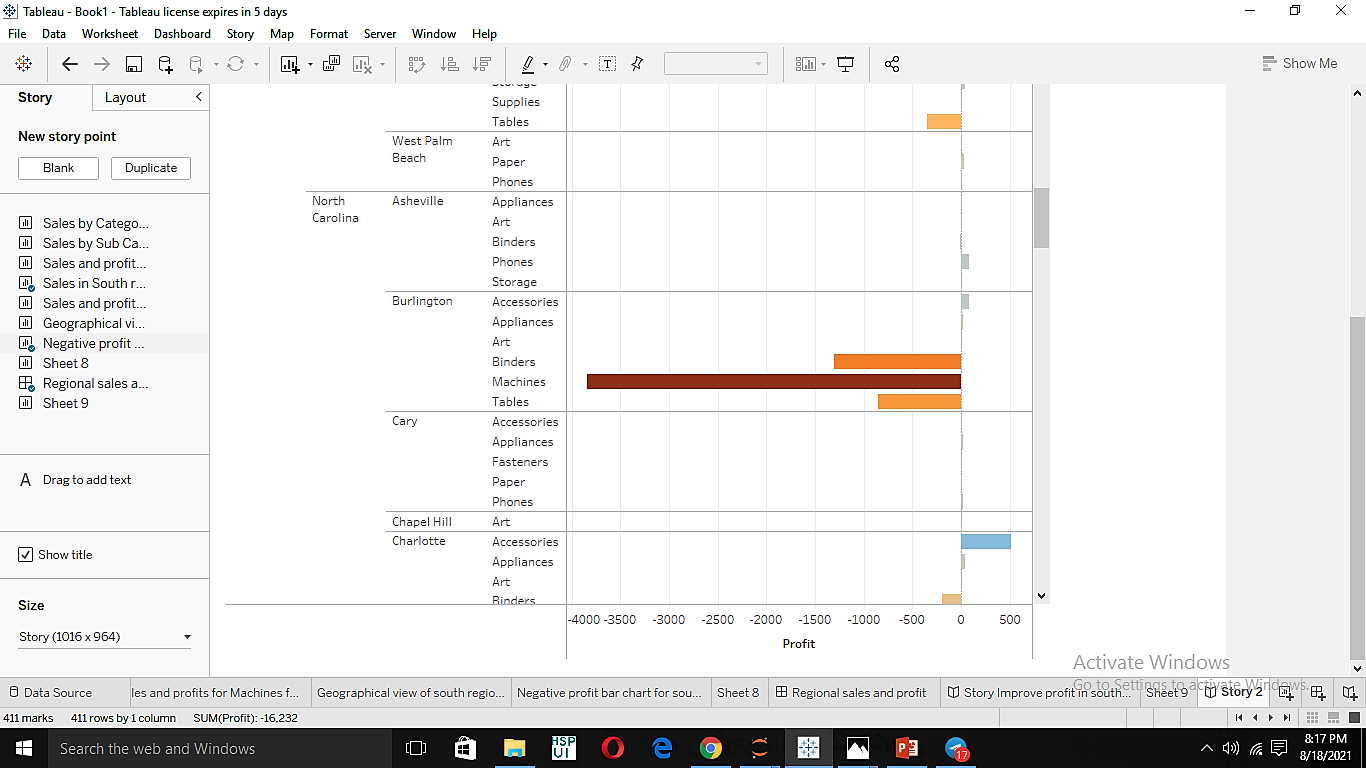 Tableau - Book1 - Tableau license expires in 5 days
File Data Worksheet Dashboard Story Map Format Server Window Help
Show Me
Story Layout
New story point
Blank Duplicate
Sales by Catego...
Sales by Sub Ca...
Sales and profit...
Sales in South r...
Sales and profit...
Geographical vi...
Negative profit ...
Sheet 8
Regional sales a...
Sheet 9
A Drag to add text
Show title
Size
Story (1016 x 964)
Storage
Supplies
Tables
West Palm Beach Art
Paper
Phones
North Carolina Asheville Appliances
Art
Binders
Phones
Storage
Burlington Accessories
Appliances
Art
Binders
Machines
Tables
Cary Accessories
Appliances
Fasteners
Paper
Phones
Chapel Hill Art
Charlotte Accessories
Appliances
Art
Binders
-4000 -3500 -3000 -2500 -2000 -1500 -1000 -500 0 500
Profit
Activate Windows
Go to Settings to activate Windows.
Data Source les and profits for Machines f... Geographical view of south regio... Negative profit bar chart for sou... Sheet 8 Regional sales and profit Story Improve profit in south... Sheet 9 Story 2
411 marks 411 rows by 1 column SUM(Profit): -16,232
Search the web and Windows
HSP UI
17
8:17 PM
8/18/2021